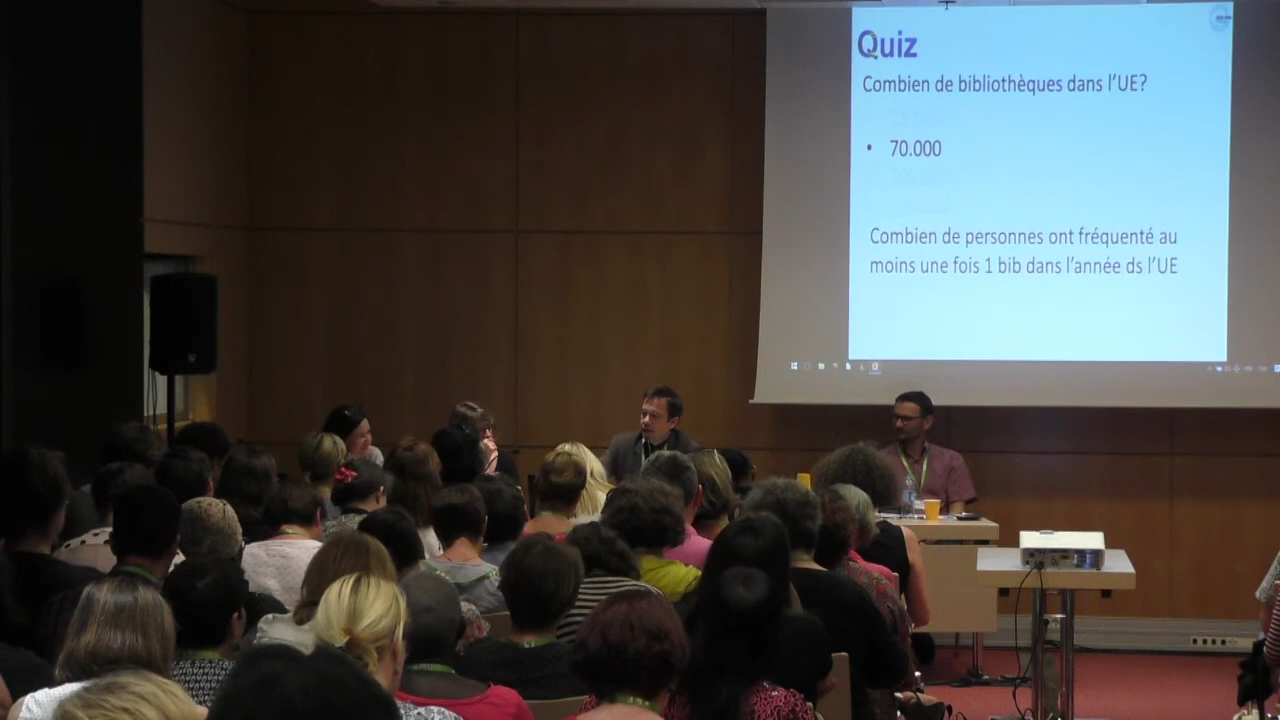 Quiz
Combien de bibliothèques dans l'UE?
• 70.000
Combien de personnes ont fréquenté au
moins une fois 1 bib dans l'année ds l'UE